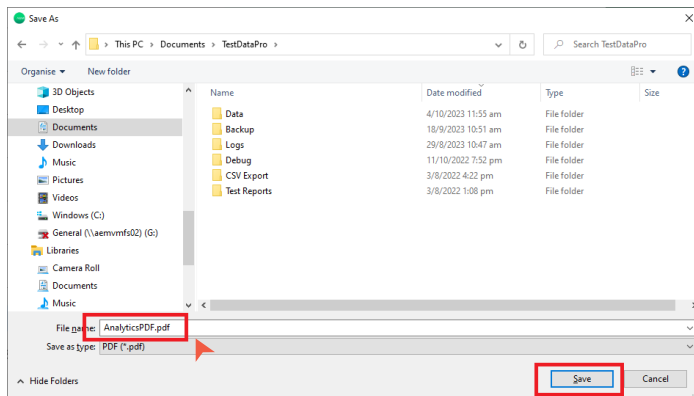 Save As
This PC > Documents > TestDataPro >
Search TestDataPro
Organise
New folder
3D Objects
Desktop
Documents
Downloads
Music
Pictures
Videos
Windows (C:)
General (\\aemvmfs02) (G:)
Libraries
Camera Roll
Documents
Music
Name Date modified Type Size
Data 4/10/2023 11:55 am File folder
Backup 18/9/2023 10:51 am File folder
Logs 29/8/2023 10:47 am File folder
Debug 11/10/2022 7:52 pm File folder
CSV Export 3/8/2022 4:22 pm File folder
Test Reports 3/8/2022 1:08 pm File folder
File name: AnalyticsPDF.pdf
Save as type: PDF (*.pdf)
Hide Folders
Save
Cancel